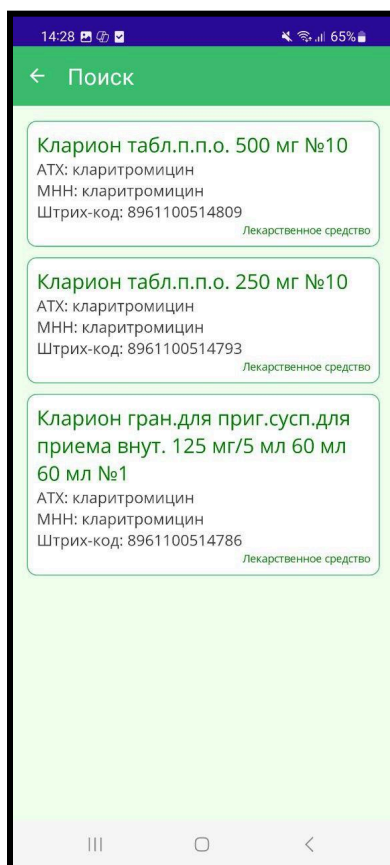 14:28
65%
Поиск
Кларион табл.п.п.о. 500 мг №10
АТХ: кларитромицин
МНН: кларитромицин
Штрих-код: 8961100514809
Лекарственное средство
Кларион табл.п.п.о. 250 мг №10
АТХ: кларитромицин
МНН: кларитромицин
Штрих-код: 8961100514793
Лекарственное средство
Кларион гран.для приг.сусп.для
приема внут. 125 мг/5 мл 60 мл
60 мл №1
АТХ: кларитромицин
МНН: кларитромицин
Штрих-код: 8961100514786
Лекарственное средство